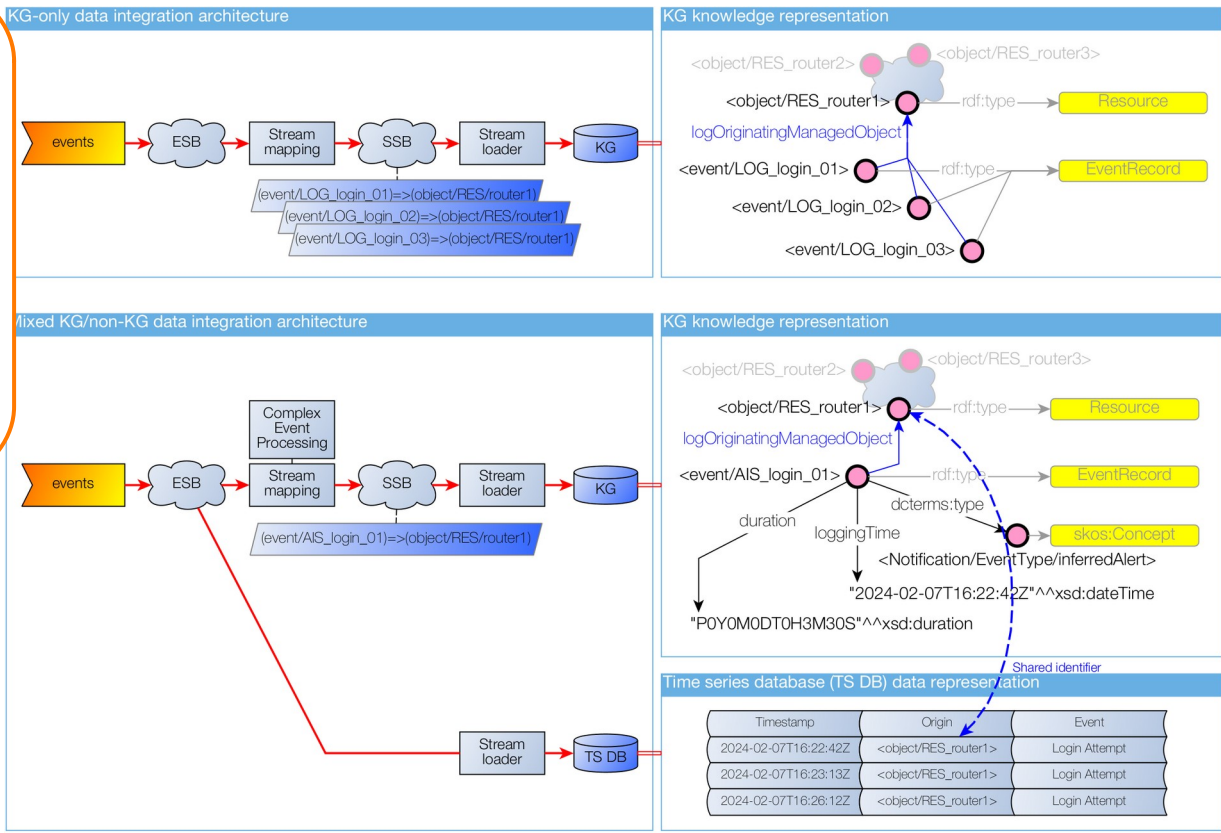 KG-only data integration architecture
events
ESB
Stream
mapping
SSB
Stream
loader
KG
(event/LOG_login_01)=>(object/RES/router1)
(event/LOG_login_02)=>(object/RES/router1)
(event/LOG_login_03)=>(object/RES/router1)
KG knowledge representation
<object/RES_router2>
<object/RES_router3>
<object/RES_router1>
rdf:type
Resource
logOriginatingManagedObject
<event/LOG_login_01>
rdf:type
EventRecord
<event/LOG_login_02>
<event/LOG_login_03>
Mixed KG/non-KG data integration architecture
Complex
Event
Processing
events
ESB
Stream
mapping
SSB
Stream
loader
KG
(event/AIS_login_01)=>(object/RES/router1)
Stream
loader
TS DB
KG knowledge representation
<object/RES_router2>
<object/RES_router3>
<object/RES_router1>
rdf:type
Resource
logOriginatingManagedObject
<event/AIS_login_01>
rdf:type
EventRecord
dcterms:type
duration
loggingTime
skos:Concept
<Notification/EventType/inferredAlert>
"2024-02-07T16:22:42Z"^^xsd:dateTime
"P0Y0M0DT0H3M30S"^^xsd:duration
Shared identifier
Time series database (TS DB) data representation
Timestamp Origin Event
2024-02-07T16:22:42Z <object/RES_router1> Login Attempt
2024-02-07T16:23:13Z <object/RES_router1> Login Attempt
2024-02-07T16:26:12Z <object/RES_router1> Login Attempt